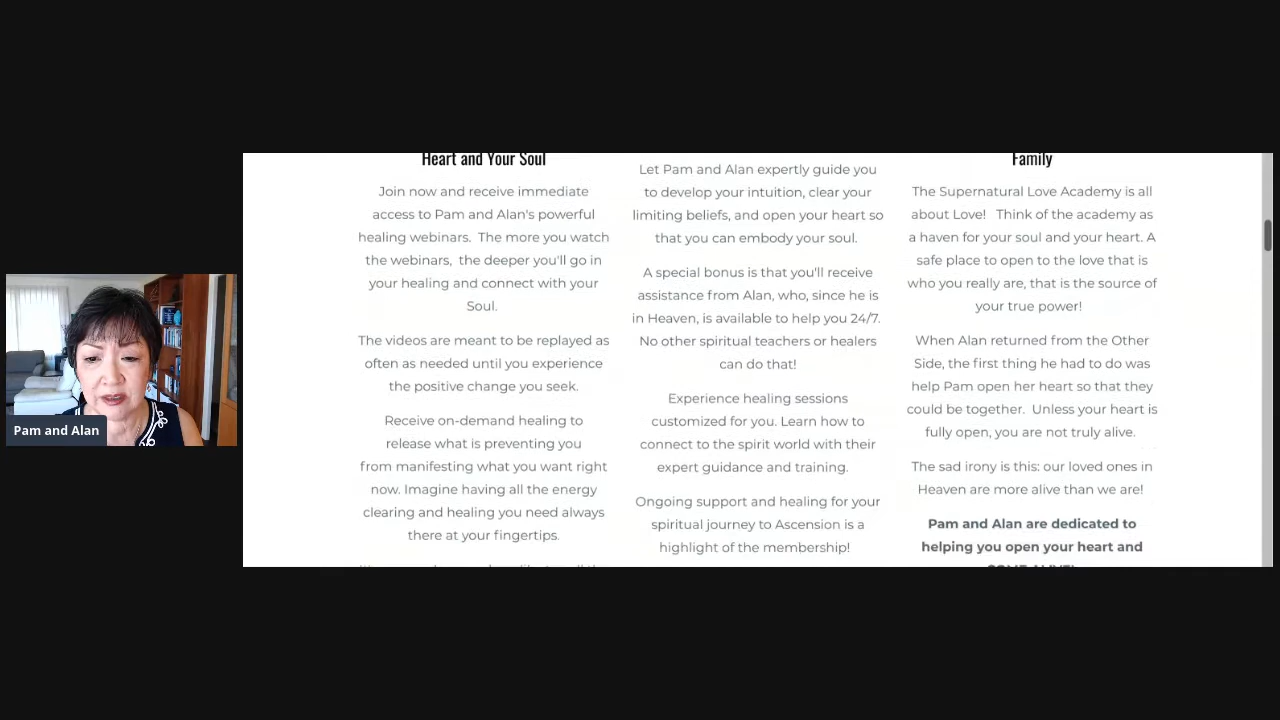 Pam and Alan
Heart and Your Soul
Join now and receive immediate
access to Pam and Alan's powerful
healing webinars.  The more you watch
the webinars,  the deeper you'll go in
your healing and connect with your
Soul.
The videos are meant to be replayed as
often as needed until you experience
the positive change you seek.
Receive on-demand healing to
release what is preventing you
from manifesting what you want right
now. Imagine having all the energy
clearing and healing you need always
there at your fingertips.
Let Pam and Alan expertly guide you
to develop your intuition, clear your
limiting beliefs, and open your heart so
that you can embody your soul.
A special bonus is that you'll receive
assistance from Alan, who, since he is
in Heaven, is available to help you 24/7.
No other spiritual teachers or healers
can do that!
Experience healing sessions
customized for you. Learn how to
connect to the spirit world with their
expert guidance and training.
Ongoing support and healing for your
spiritual journey to Ascension is a
highlight of the membership!
Family
The Supernatural Love Academy is all
about Love!   Think of the academy as
a haven for your soul and your heart. A
safe place to open to the love that is
who you really are, that is the source of
your true power!
When Alan returned from the Other
Side, the first thing he had to do was
help Pam open her heart so that they
could be together.  Unless your heart is
fully open, you are not truly alive.
The sad irony is this: our loved ones in
Heaven are more alive than we are!
Pam and Alan are dedicated to
helping you open your heart and